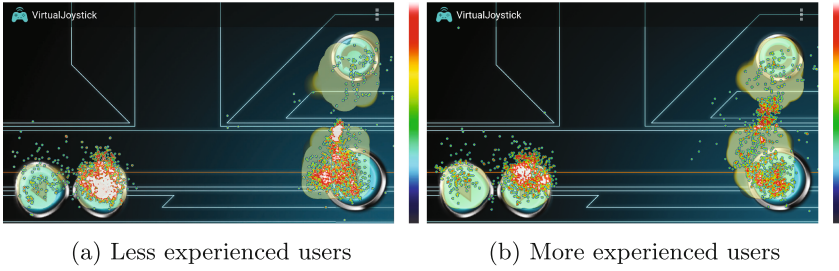 VirtualJoystick
VirtualJoystick
(a) Less experienced users
(b) More experienced users